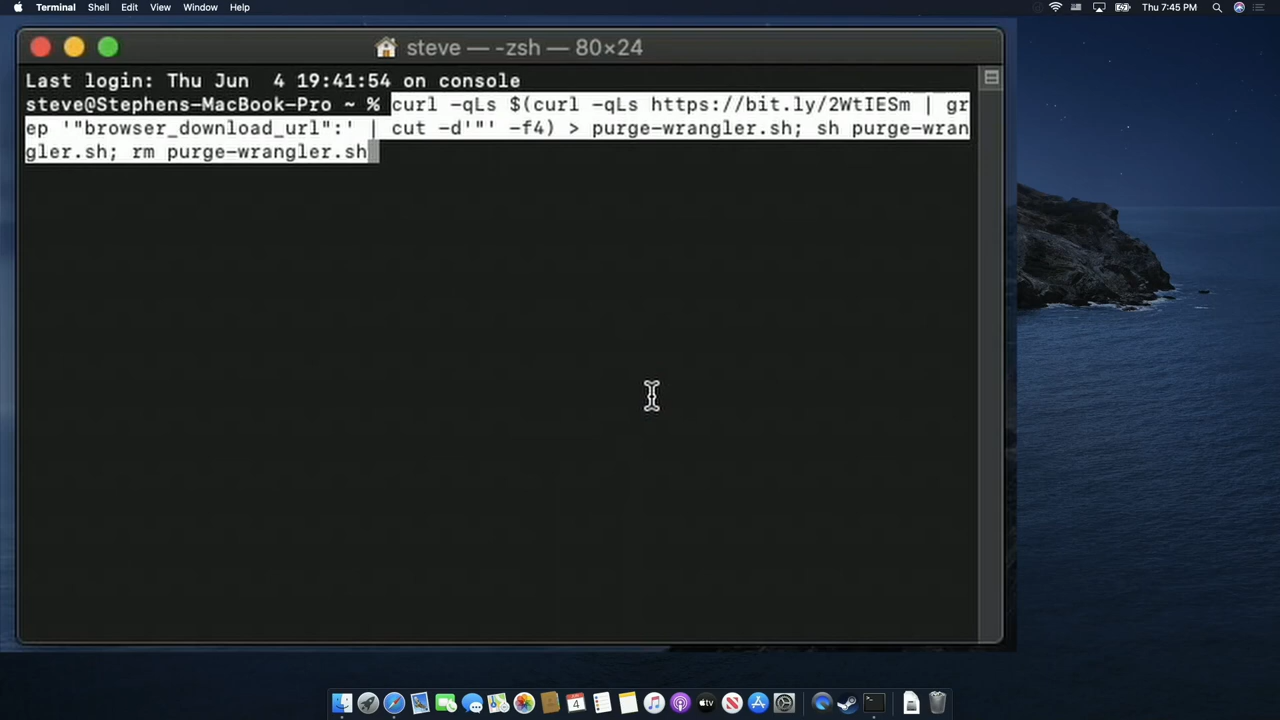 Terminal Shell Edit View Window Help Thu Jun 7:45 PM
steve — -zsh — 80×24
Last login: Thu Jun  4 19:41:54 on console
steve@Stephens-MacBook-Pro ~ % curl -qLs $(curl -qLs https://bit.ly/2WtIESm | gr
ep '"browser_download_url":' | cut -d'"' -f4) > purge-wrangler.sh; sh purge-wran
gler.sh; rm purge-wrangler.sh